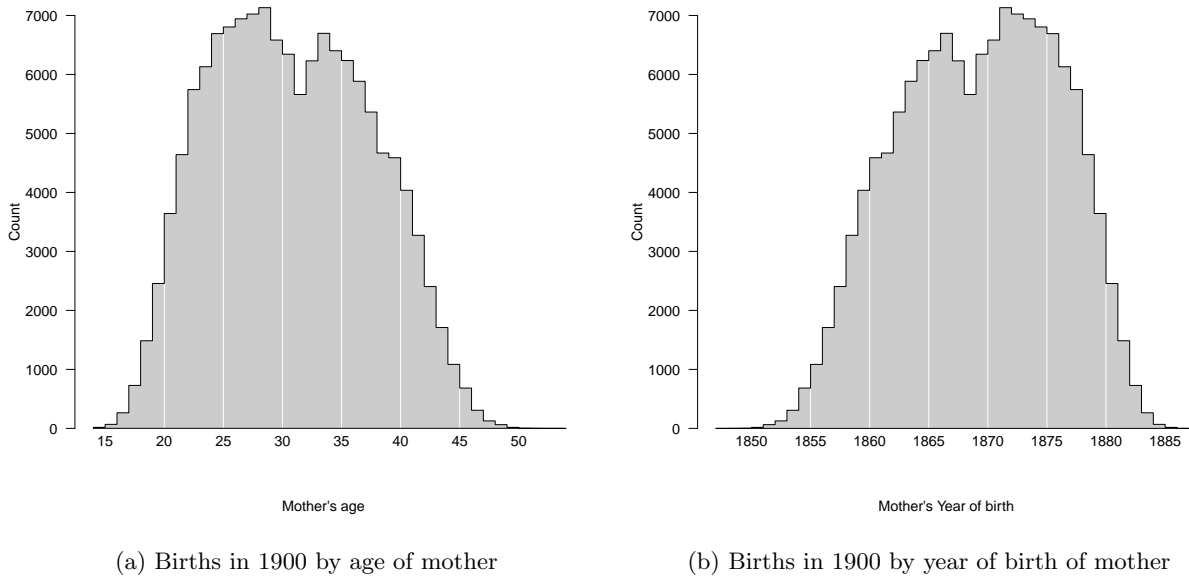 7000
6000
5000
4000
3000
2000
1000
0
Count
15 20 25 30 35 40 45 50
Mother's age
(a) Births in 1900 by age of mother
7000
6000
5000
4000
3000
2000
1000
0
Count
1850 1855 1860 1865 1870 1875 1880 1885
Mother's Year of birth
(b) Births in 1900 by year of birth of mother